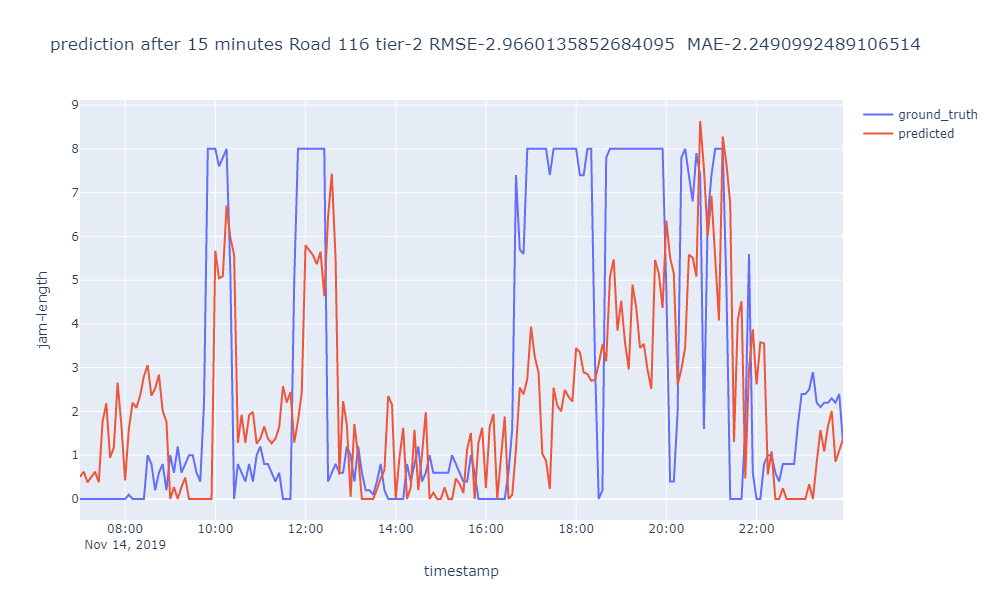 prediction after 15 minutes Road 116 tier-2 RMSE-2.9660135852684095 MAE-2.2490992489106514
ground_truth
predicted
jam-length
9
8
7
6
5
4
3
2
1
0
08:00 10:00 12:00 14:00 16:00 18:00 20:00 22:00
Nov 14, 2019
timestamp